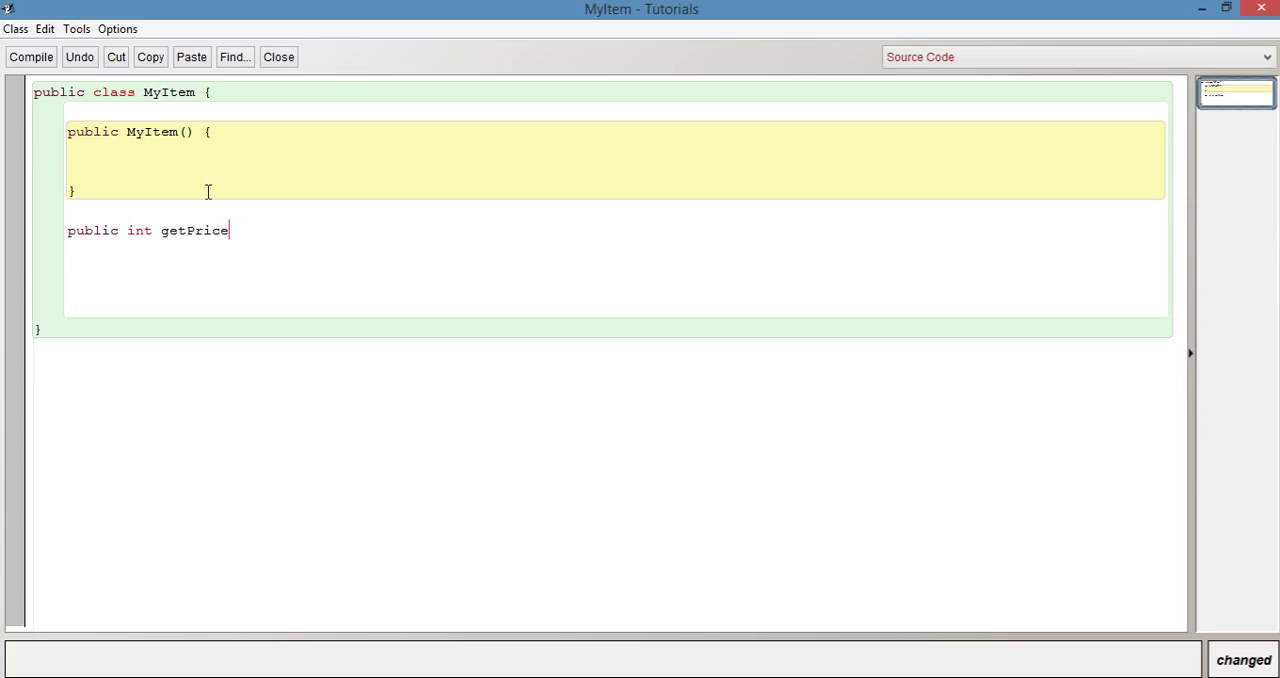 MyItem - Tutorials
Class Edit Tools Options
Compile Undo Cut Copy Paste Find... Close Source Code
public class MyItem {
public MyItem() {
}
public int getPrice
}
changed